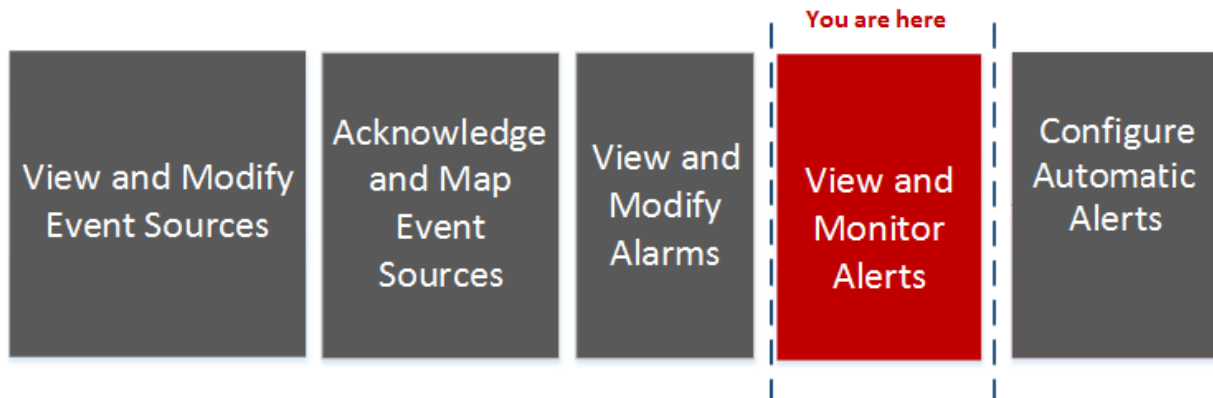 You are here
View and Modify
Event Sources
Acknowledge
and Map
Event
Sources
View and
Modify
Alarms
View and
Monitor
Alerts
Configure
Automatic
Alerts